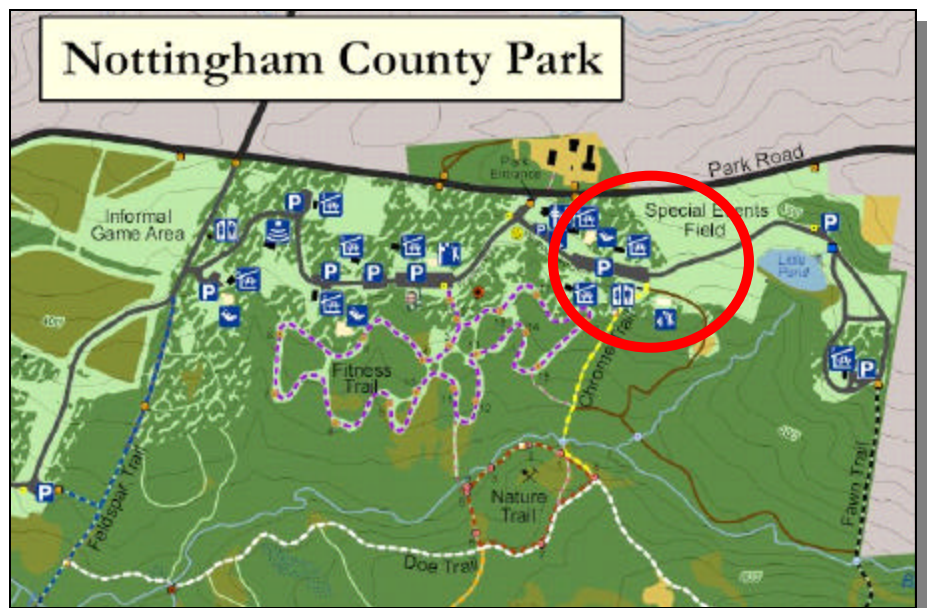 Nottingham County Park
Park
Entrance
Park Road
Informal
Game Area
Special Events
Field
P
P
P
P
P
P
P
P
P
P
Little
Pond
Fitness
Trail
Chrome Trail
Nature
Trail
Feldspar Trail
Fawn Trail
Doe Trail